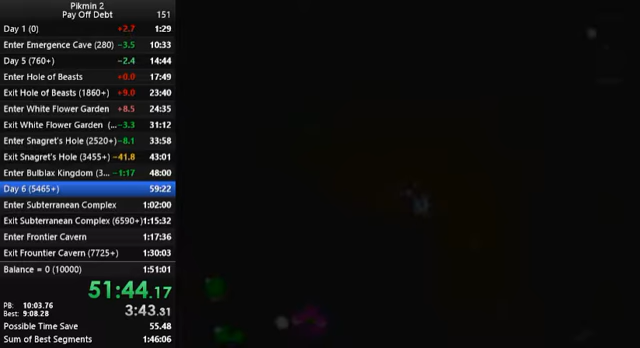 Pikmin 2
Pay Off Debt 151
Day 1 (0) +2.7 1:29
Enter Emergence Cave (280) −3.5 10:33
Day 5 (760+) −2.4 14:44
Enter Hole of Beasts +0.0 17:49
Exit Hole of Beasts (1860+) +9.0 23:40
Enter White Flower Garden +8.5 24:35
Exit White Flower Garden (... −3.3 31:12
Enter Snagret's Hole (2520+) −8.1 33:58
Exit Snagret's Hole (3455+) −41.8 43:01
Enter Bulblax Kingdom (3... −1:17 48:00
Day 6 (5465+) 59:22
Enter Subterranean Complex 1:02:00
Exit Subterranean Complex (6590+) 1:15:32
Enter Frontier Cavern 1:17:36
Exit Frountier Cavern (7725+) 1:30:03
Balance = 0 (10000) 1:51:01
51:44.17
PB: 10:03.76
Best: 9:08.28 3:43.31
Possible Time Save 55.48
Sum of Best Segments 1:46:06